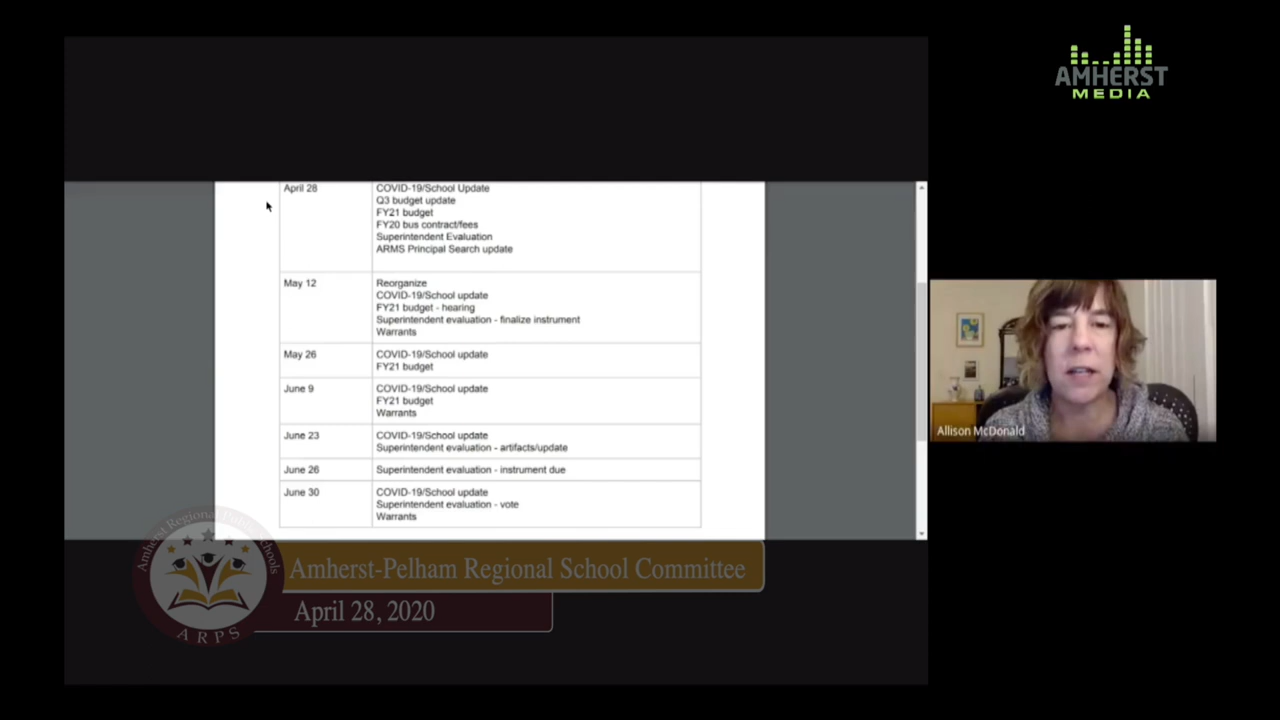 AMHERST
MEDIA
April 28
COVID-19/School Update
Q3 budget update
FY21 budget
FY20 bus contract/fees
Superintendent Evaluation
ARMS Principal Search update
May 12
Reorganize
COVID-19/School update
FY21 budget - hearing
Superintendent evaluation - finalize instrument
Warrants
May 26
COVID-19/School update
FY21 budget
June 9
COVID-19/School update
FY21 budget
Warrants
June 23
COVID-19/School update
Superintendent evaluation - artifacts/update
June 26
Superintendent evaluation - instrument due
June 30
COVID-19/School update
Superintendent evaluation - vote
Warrants
Allison McDonald
Amherst Regional Public Schools
ARPS
Amherst-Pelham Regional School Committee
April 28, 2020